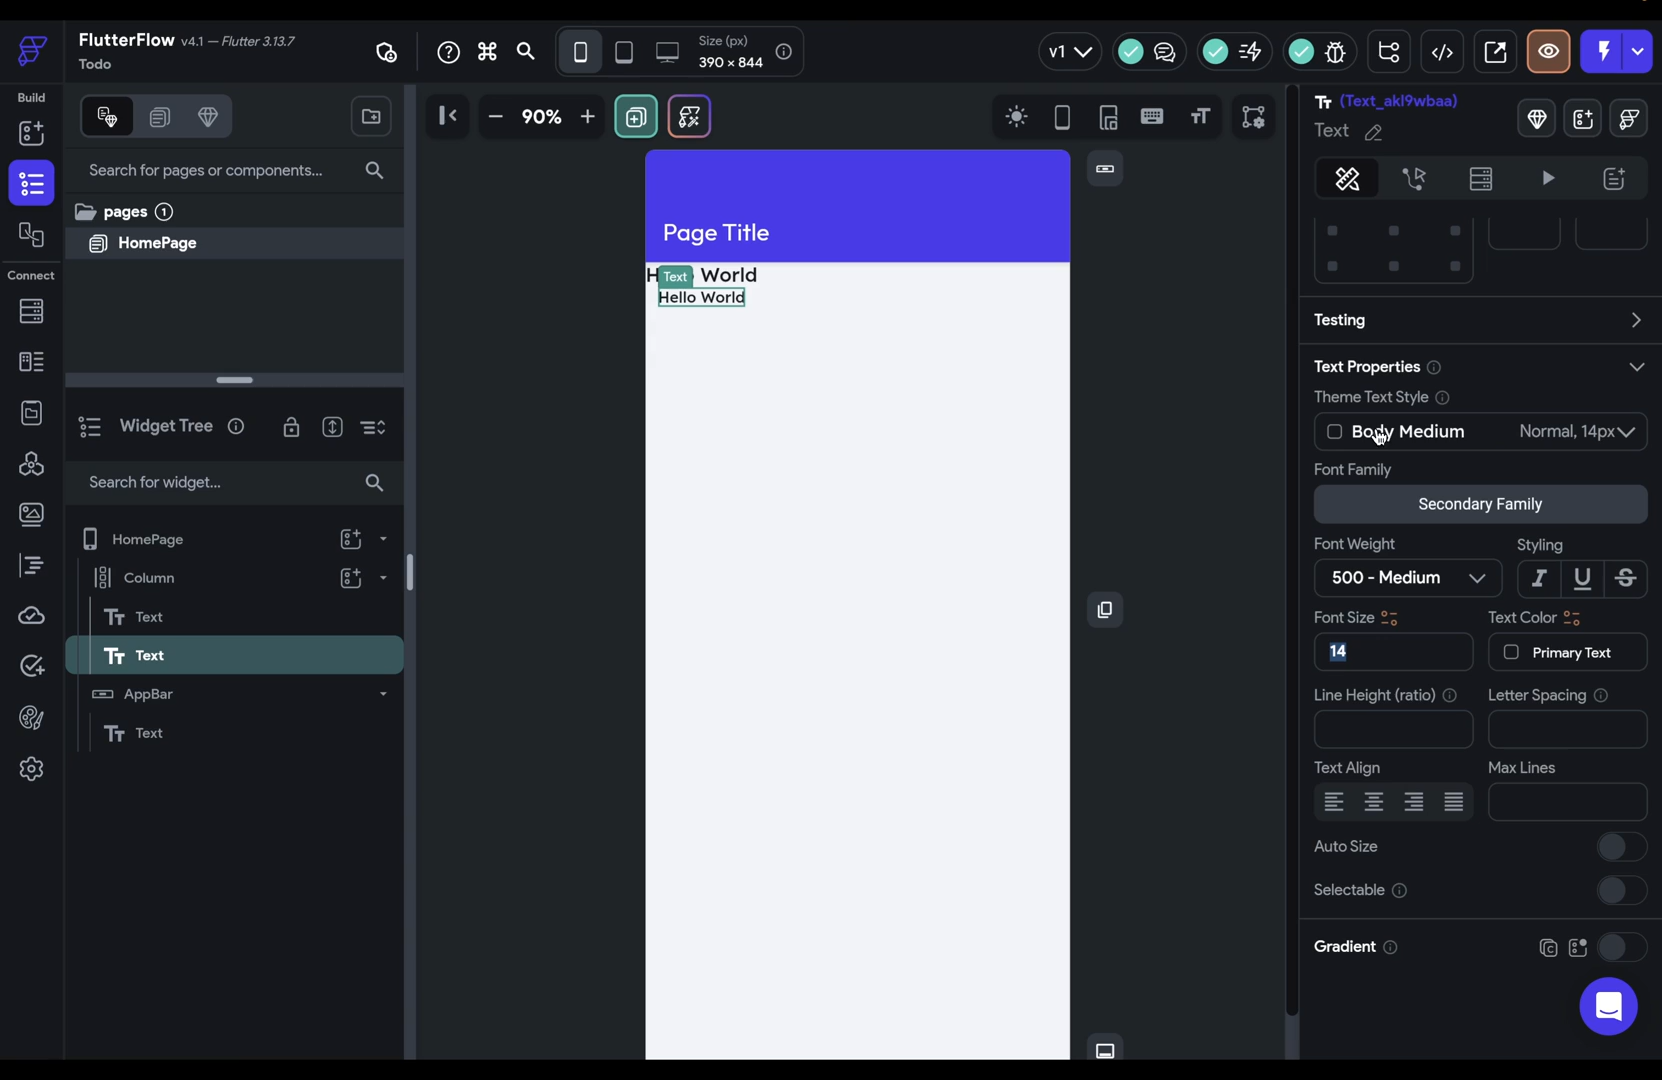 FlutterFlow v4.1 — Flutter 3.13.7
Todo
Size (px)
390 × 844
v1
Build
Connect
Search for pages or components...
pages 1
HomePage
Widget Tree
Search for widget...
HomePage
Column
Text
Text
AppBar
Text
90%
Page Title
H World
Text
Hello World
(Text_akl9wbaa)
Text
Testing
Text Properties
Theme Text Style
Body Medium Normal, 14px
Font Family
Secondary Family
Font Weight Styling
500 - Medium
Font Size Text Color
14 Primary Text
Line Height (ratio) Letter Spacing
Text Align Max Lines
Auto Size
Selectable
Gradient